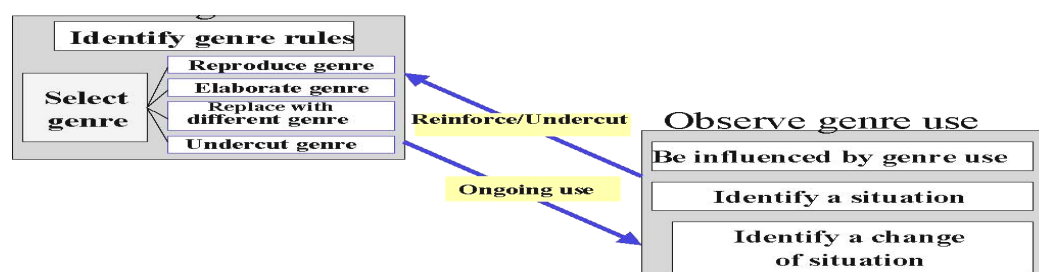 Identify genre rules
Reproduce genre
Elaborate genre
Select
genre
Replace with
different genre
Undercut genre
Reinforce/Undercut
Ongoing use
Observe genre use
Be influenced by genre use
Identify a situation
Identify a change
of situation